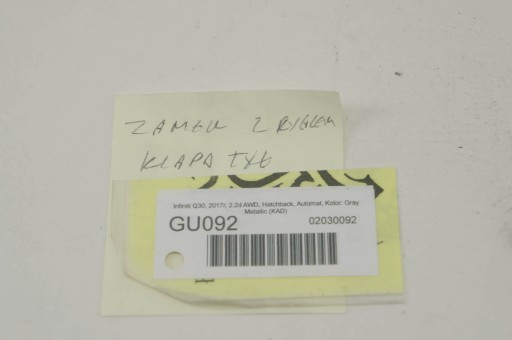 ZAMEK Z RYGLEM
KLAPA TYŁ
Infiniti Q30, 2017r, 2.2d AWD, Hatchback, Automat, Kolor: Gray
Metallic (KAD)
GU092 02030092